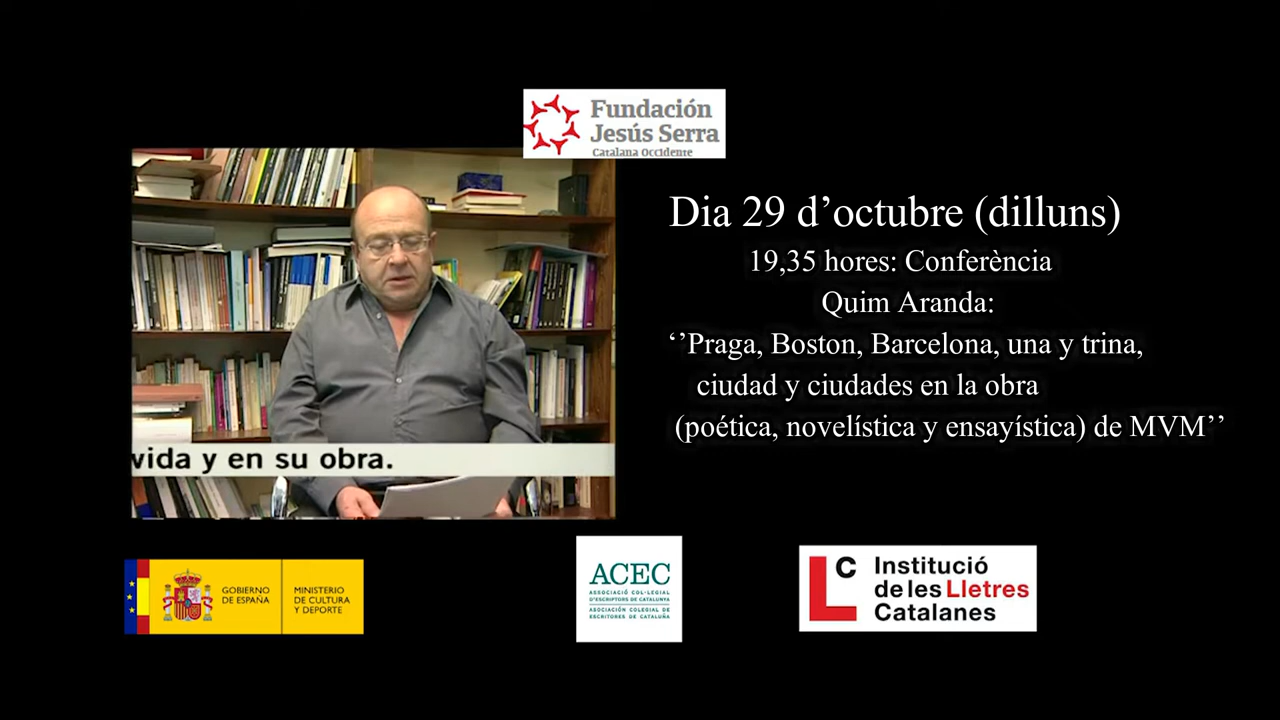 Fundación
Jesús Serra
Catalana Occidente
Dia 29 d’octubre (dilluns)
19,35 hores: Conferència
Quim Aranda:
‘’Praga, Boston, Barcelona, una y trina,
ciudad y ciudades en la obra
(poética, novelística y ensayística) de MVM’’
vida y en su obra.
GOBIERNO
DE ESPAÑA
MINISTERIO
DE CULTURA
Y DEPORTE
ACEC
ASSOCIACIÓ COL·LEGIAL
D'ESCRIPTORS DE CATALUNYA
ASOCIACIÓN COLEGIAL DE
ESCRITORES DE CATALUÑA
LC
Institució
de les Lletres
Catalanes